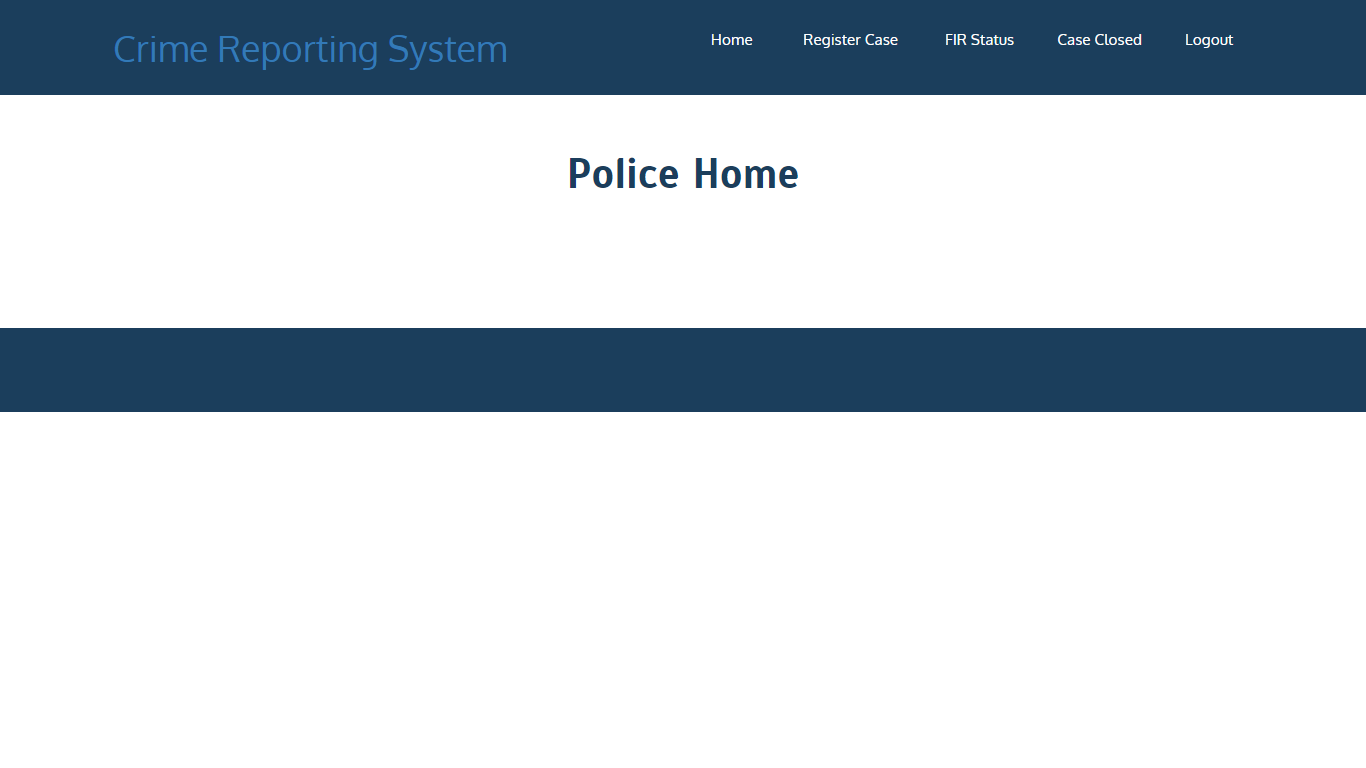 Crime Reporting System
Home Register Case FIR Status Case Closed Logout
Police Home